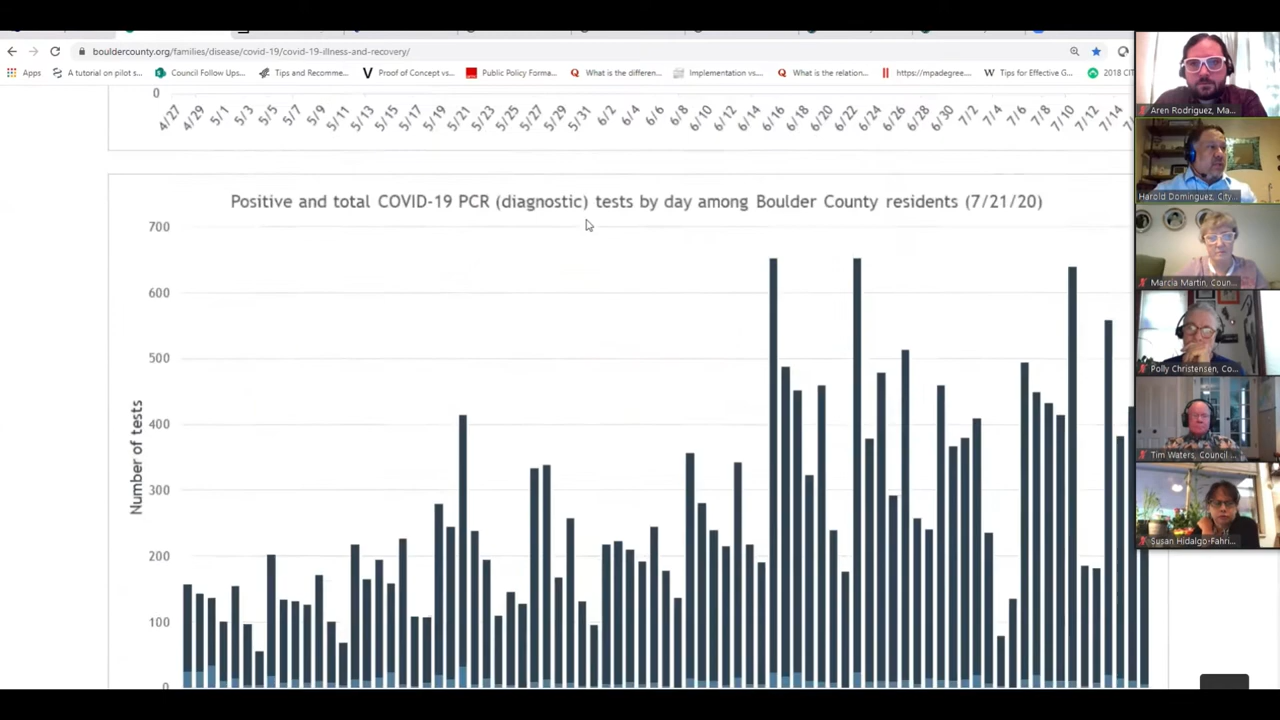 bouldercounty.org/families/disease/covid-19/covid-19-illness-and-recovery/
Apps
A tutorial on pilot s...
Council Follow Ups...
Tips and Recomme...
Proof of Concept vs...
Public Policy Forma...
What is the differen...
Implementation vs...
What is the relation...
https://mpadegree...
Tips for Effective G...
2018 CIT
0
4/27 4/29 5/1 5/3 5/5 5/7 5/9 5/11 5/13 5/15 5/17 5/19 5/21 5/23 5/25 5/27 5/29 5/31 6/2 6/4 6/6 6/8 6/10 6/12 6/14 6/16 6/18 6/20 6/22 6/24 6/26 6/28 6/30 7/2 7/4 7/6 7/8 7/10 7/12 7/14
Positive and total COVID-19 PCR (diagnostic) tests by day among Boulder County residents (7/21/20)
700
600
500
400
300
200
100
0
Number of tests
Aren Rodriguez, Ma...
Harold Dominguez, City...
Marcia Martin, Coun...
Polly Christensen, Co...
Tim Waters, Council ...
Susan Hidalgo-Fahri...